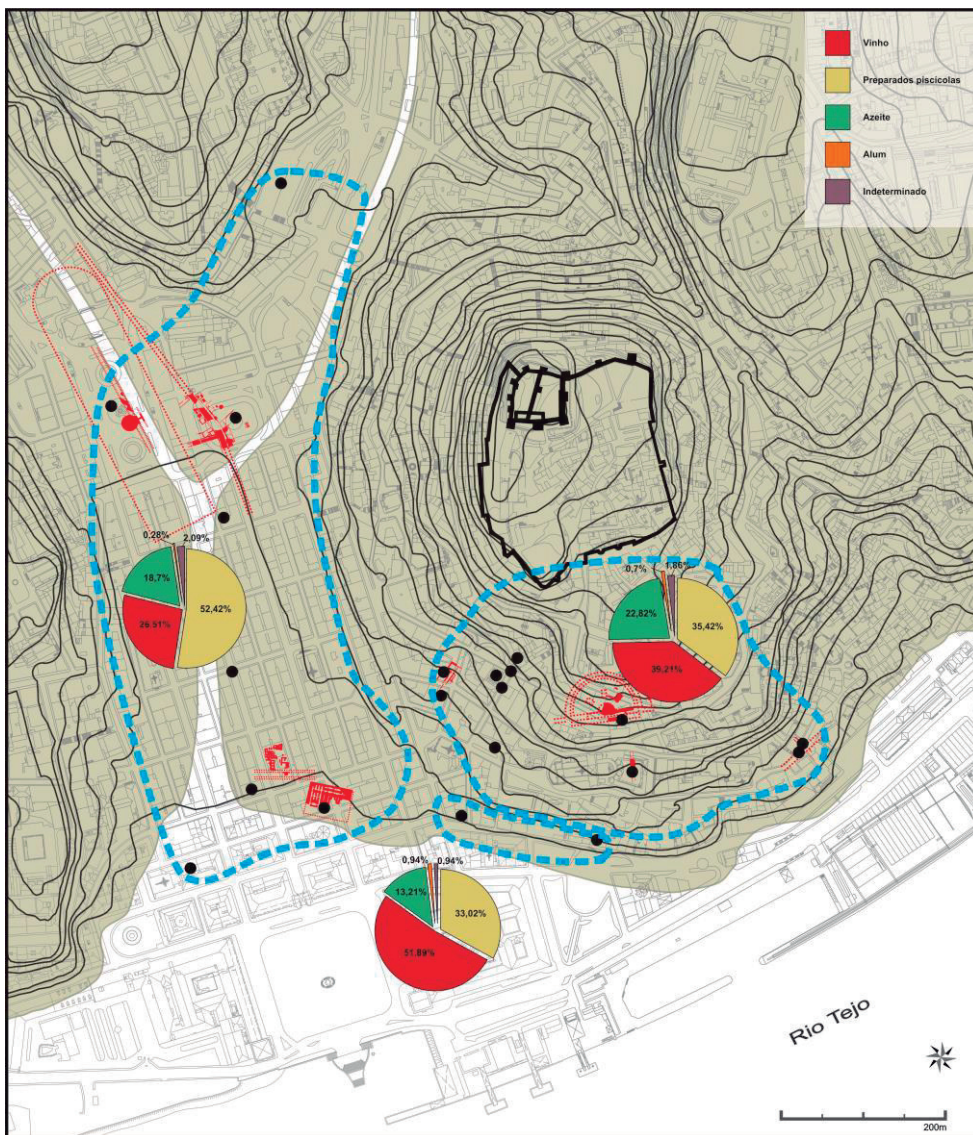 Vinho
Preparados piscícolas
Azeite
Alum
Indeterminado
0,28%
2,09%
18,7%
52,42%
26,51%
0,7%
1,86%
22,82%
35,42%
39,21%
0,94%
0,94%
13,21%
33,02%
51,89%
Rio Tejo
200m